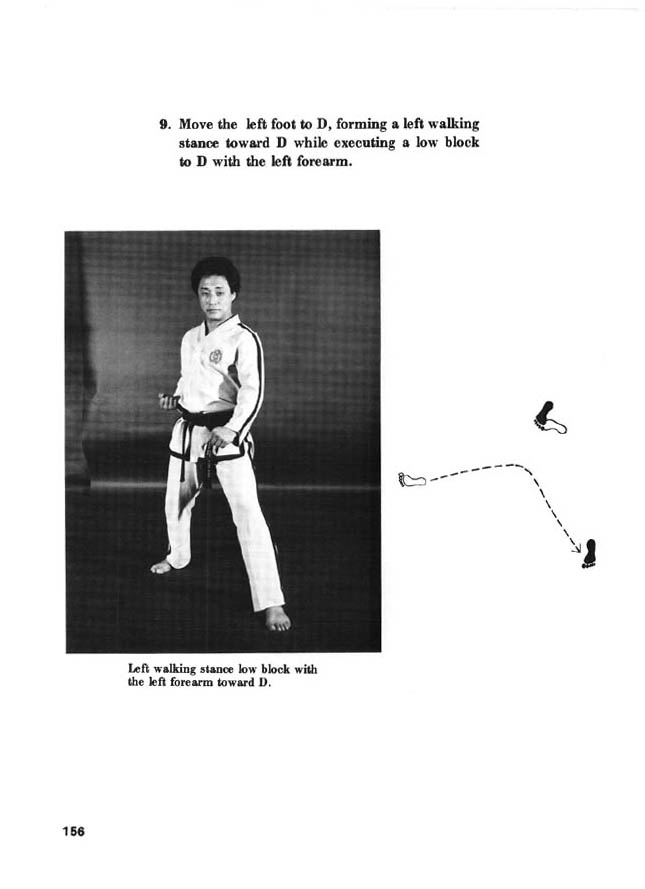 9. Move the left foot to D, forming a left walking
stance toward D while executing a low block
to D with the left forearm.
Left walking stance low block with
the left forearm toward D.
156